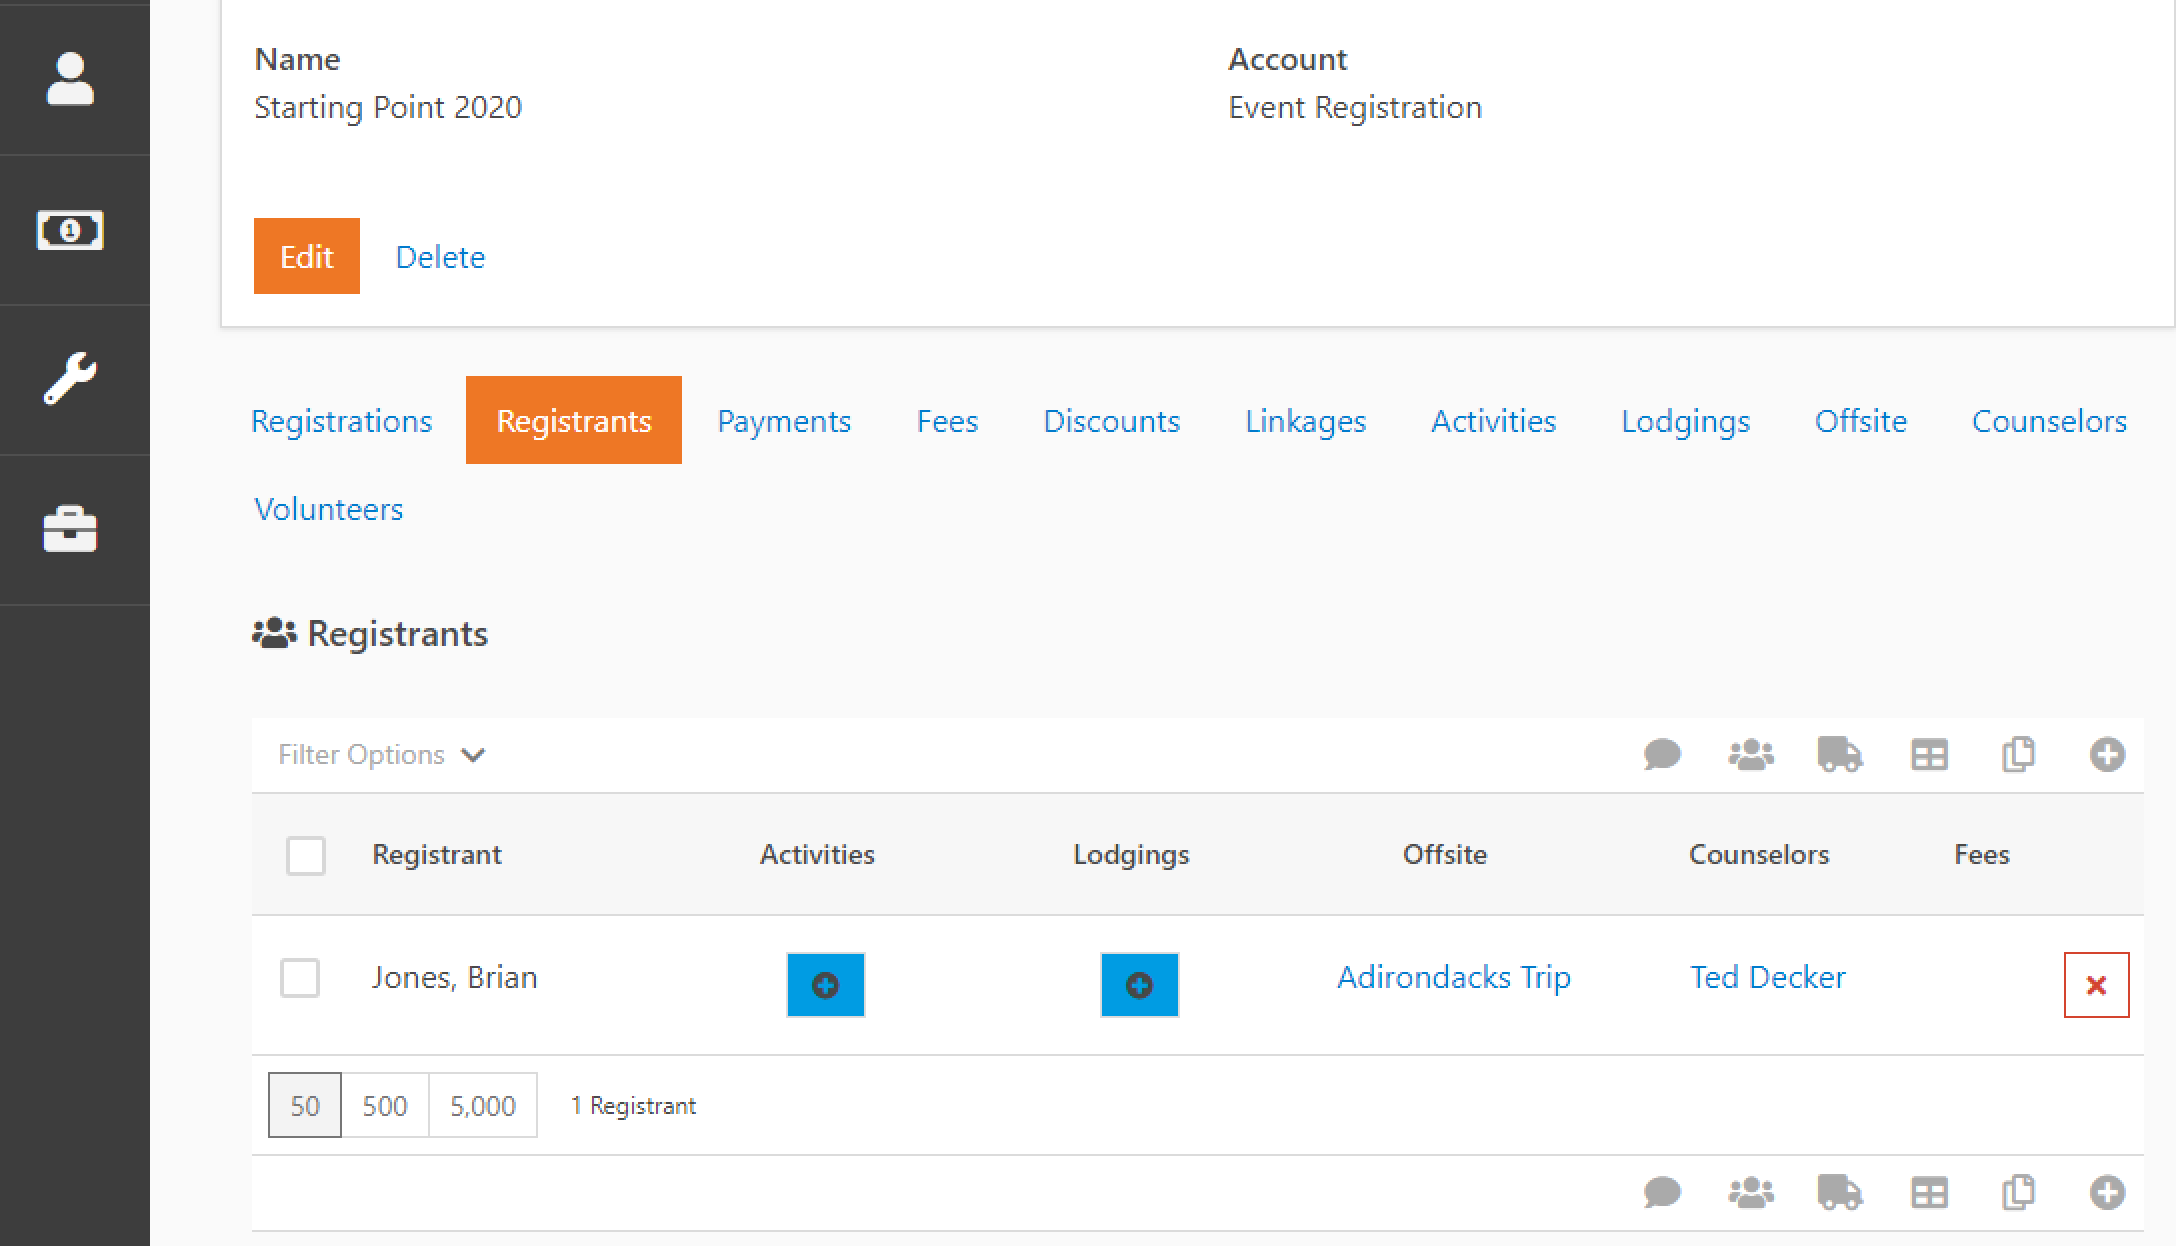 Name
Account
Starting Point 2020
Event Registration
Edit
Delete
Registrations
Registrants
Payments
Fees
Discounts
Linkages
Activities
Lodgings
Offsite
Counselors
Volunteers
Registrants
Filter Options
Registrant
Activities
Lodgings
Offsite
Counselors
Fees
Jones, Brian
Adirondacks Trip
Ted Decker
50
500
5,000
1 Registrant